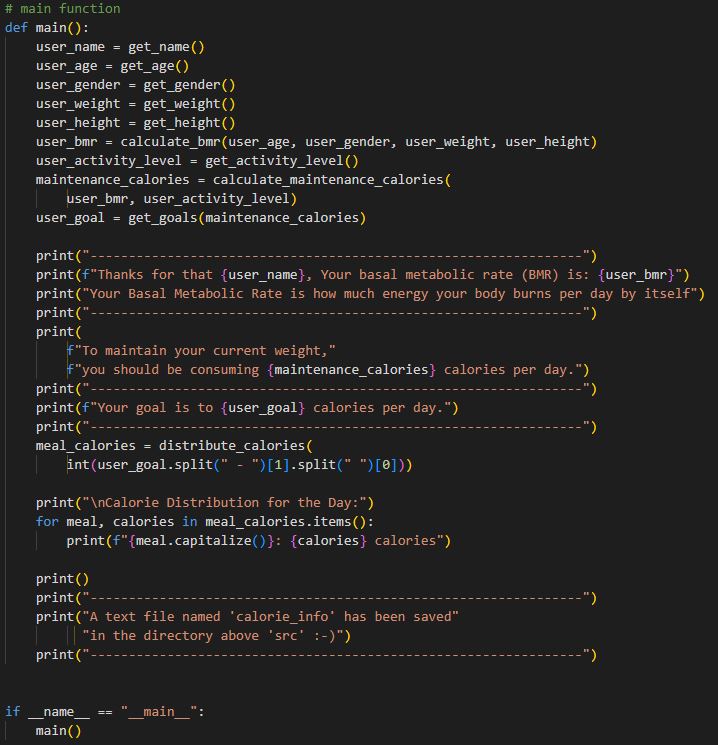 # main function
def main():
    user_name = get_name()
    user_age = get_age()
    user_gender = get_gender()
    user_weight = get_weight()
    user_height = get_height()
    user_bmr = calculate_bmr(user_age, user_gender, user_weight, user_height)
    user_activity_level = get_activity_level()
    maintenance_calories = calculate_maintenance_calories(
        user_bmr, user_activity_level)
    user_goal = get_goals(maintenance_calories)

    print("----------------------------------------------------------------")
    print(f"Thanks for that {user_name}, Your basal metabolic rate (BMR) is: {user_bmr}")
    print("Your Basal Metabolic Rate is how much energy your body burns per day by itself")
    print("----------------------------------------------------------------")
    print(
        f"To maintain your current weight,"
        f"you should be consuming {maintenance_calories} calories per day.")
    print("----------------------------------------------------------------")
    print(f"Your goal is to {user_goal} calories per day.")
    print("----------------------------------------------------------------")
    meal_calories = distribute_calories(
        int(user_goal.split(" - ")[1].split(" ")[0]))

    print("\nCalorie Distribution for the Day:")
    for meal, calories in meal_calories.items():
        print(f"{meal.capitalize()}: {calories} calories")

    print()
    print("----------------------------------------------------------------")
    print("A text file named 'calorie_info' has been saved"
          "in the directory above 'src' :-)")
    print("----------------------------------------------------------------")


if __name__ == "__main__":
    main()